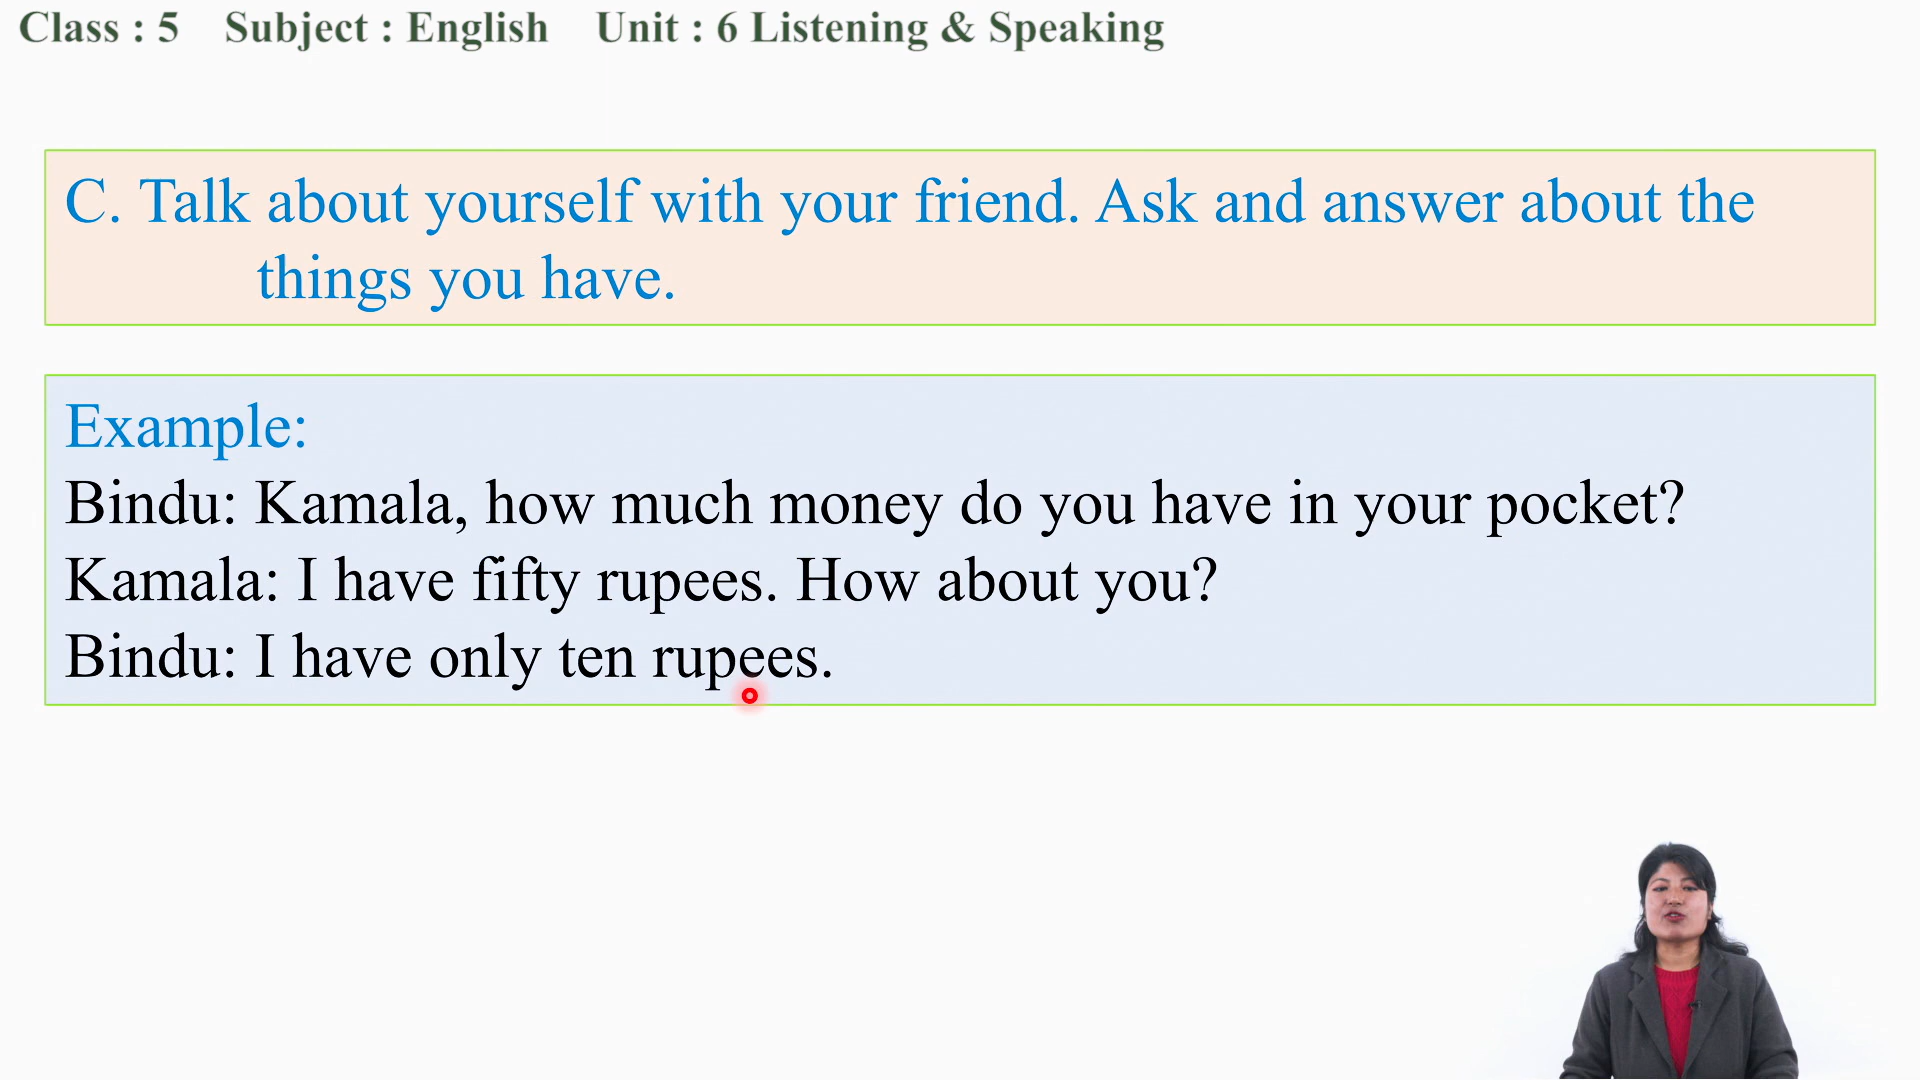 Class : 5    Subject : English    Unit : 6 Listening & Speaking
C. Talk about yourself with your friend. Ask and answer about the
things you have.
Example:
Bindu: Kamala, how much money do you have in your pocket?
Kamala: I have fifty rupees. How about you?
Bindu: I have only ten rupees.